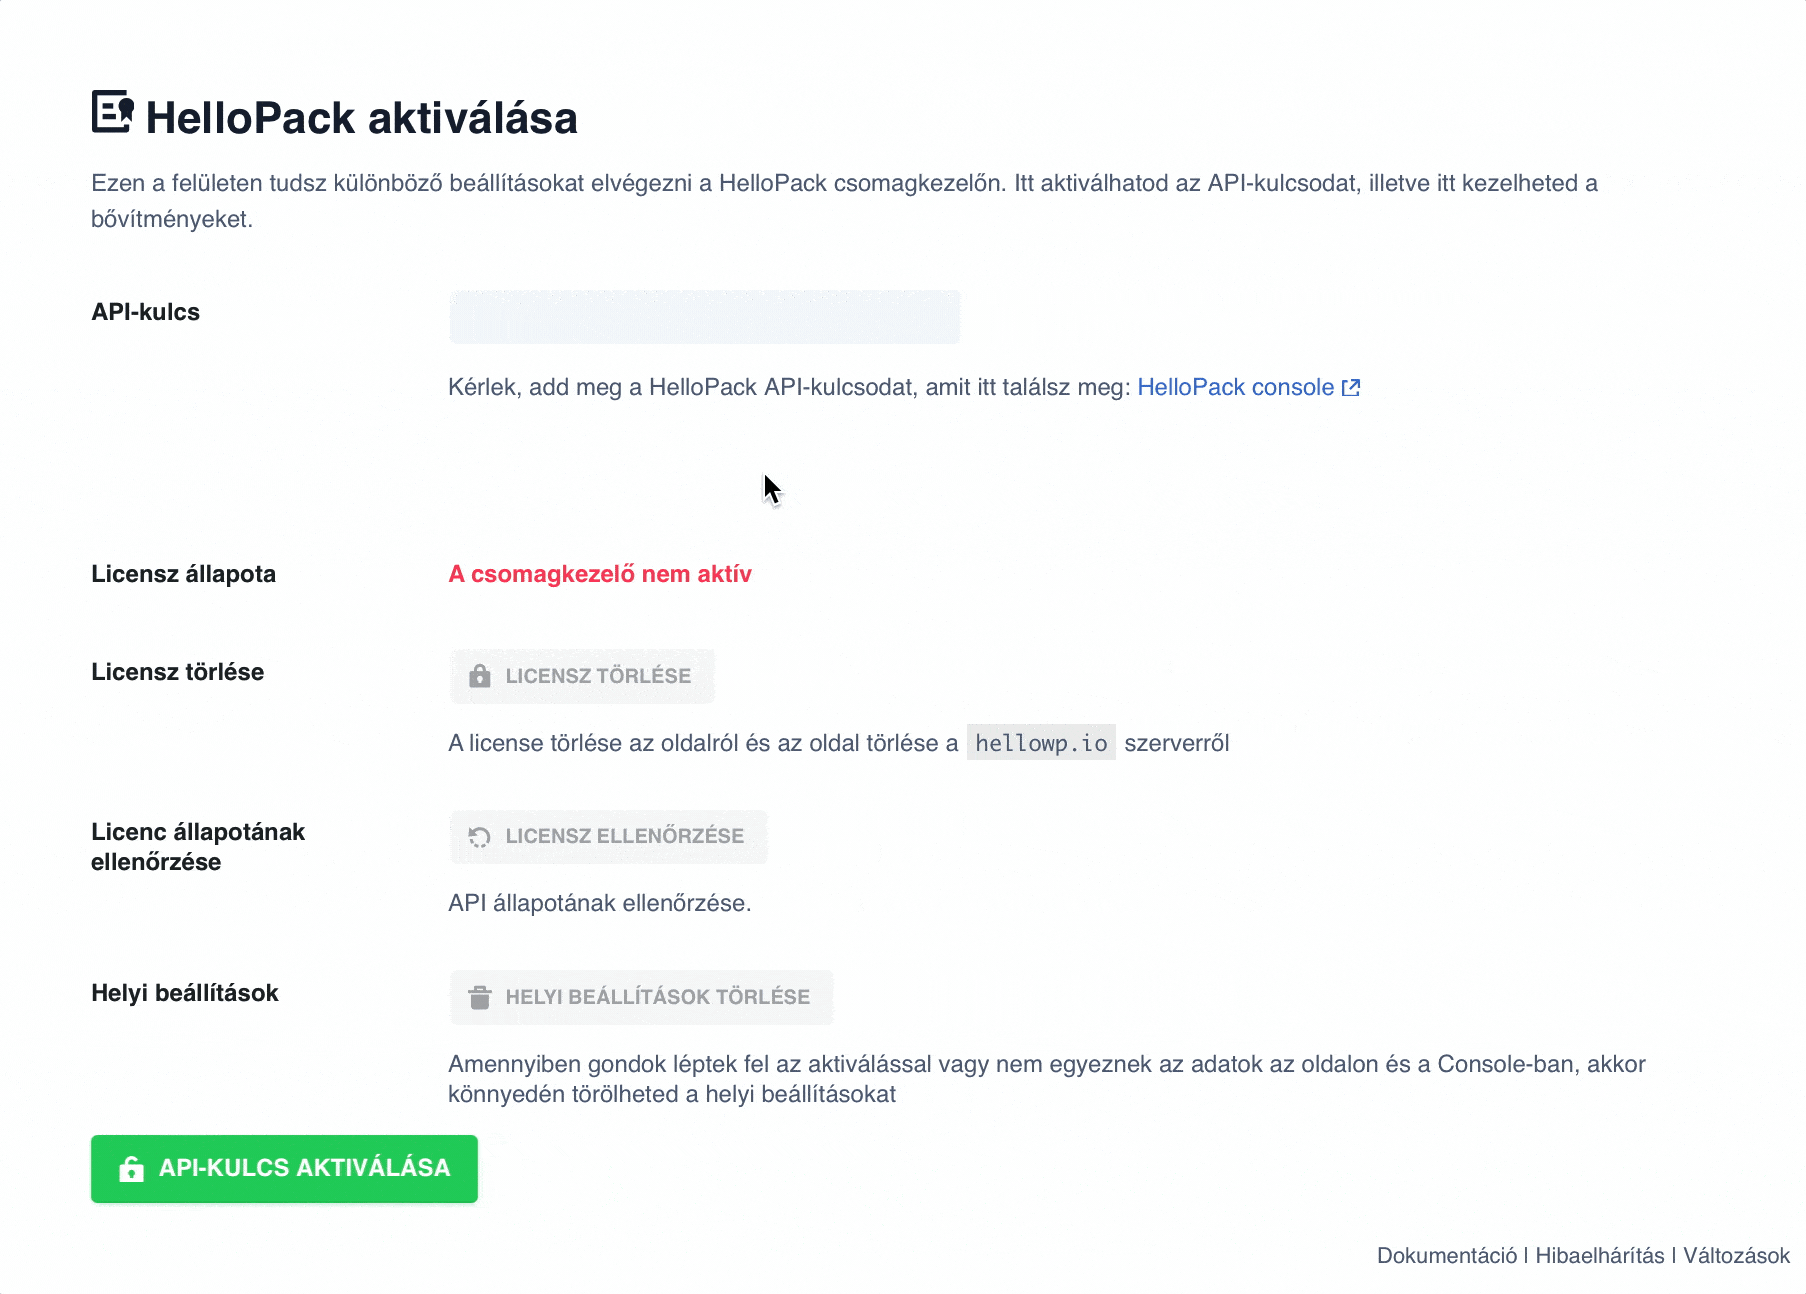 HelloPack aktiválása
Ezen a felületen tudsz különböző beállításokat elvégezni a HelloPack csomagkezelőn. Itt aktiválhatod az API-kulcsodat, illetve itt kezelheted a
bővítményeket.
API-kulcs
Kérlek, add meg a HelloPack API-kulcsodat, amit itt találsz meg: HelloPack console
Licensz állapota
A csomagkezelő nem aktív
Licensz törlése
LICENSZ TÖRLÉSE
A license törlése az oldalról és az oldal törlése a hellowp.io szerverről
Licenc állapotának
ellenőrzése
LICENSZ ELLENŐRZÉSE
API állapotának ellenőrzése.
Helyi beállítások
HELYI BEÁLLÍTÁSOK TÖRLÉSE
Amennyiben gondok léptek fel az aktiválással vagy nem egyeznek az adatok az oldalon és a Console-ban, akkor
könnyedén törölheted a helyi beállításokat
API-KULCS AKTIVÁLÁSA
Dokumentáció | Hibaelhárítás | Változások